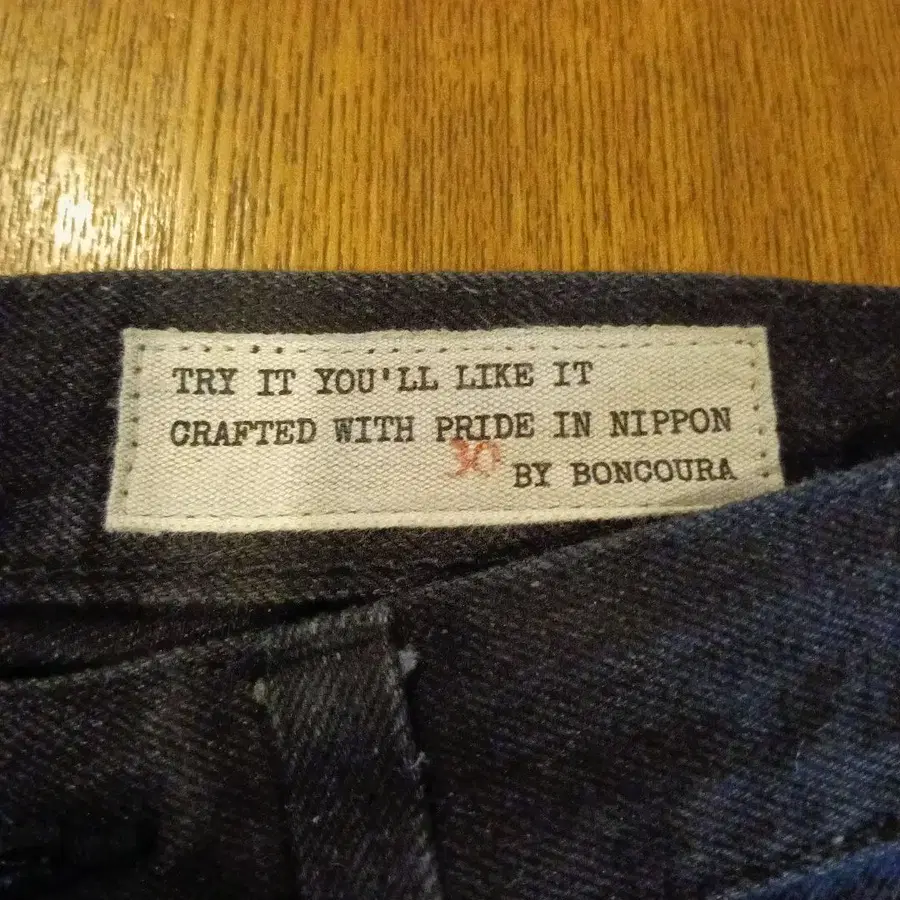 TRY IT YOU'LL LIKE IT
CRAFTED WITH PRIDE IN NIPPON
30
BY BONCOURA